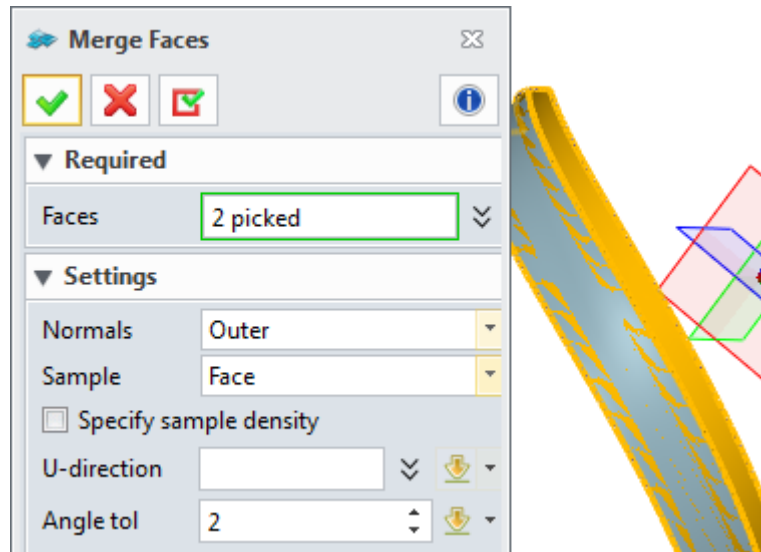 Merge Faces
Required
Faces 2 picked
Settings
Normals Outer
Sample Face
Specify sample density
U-direction
Angle tol 2